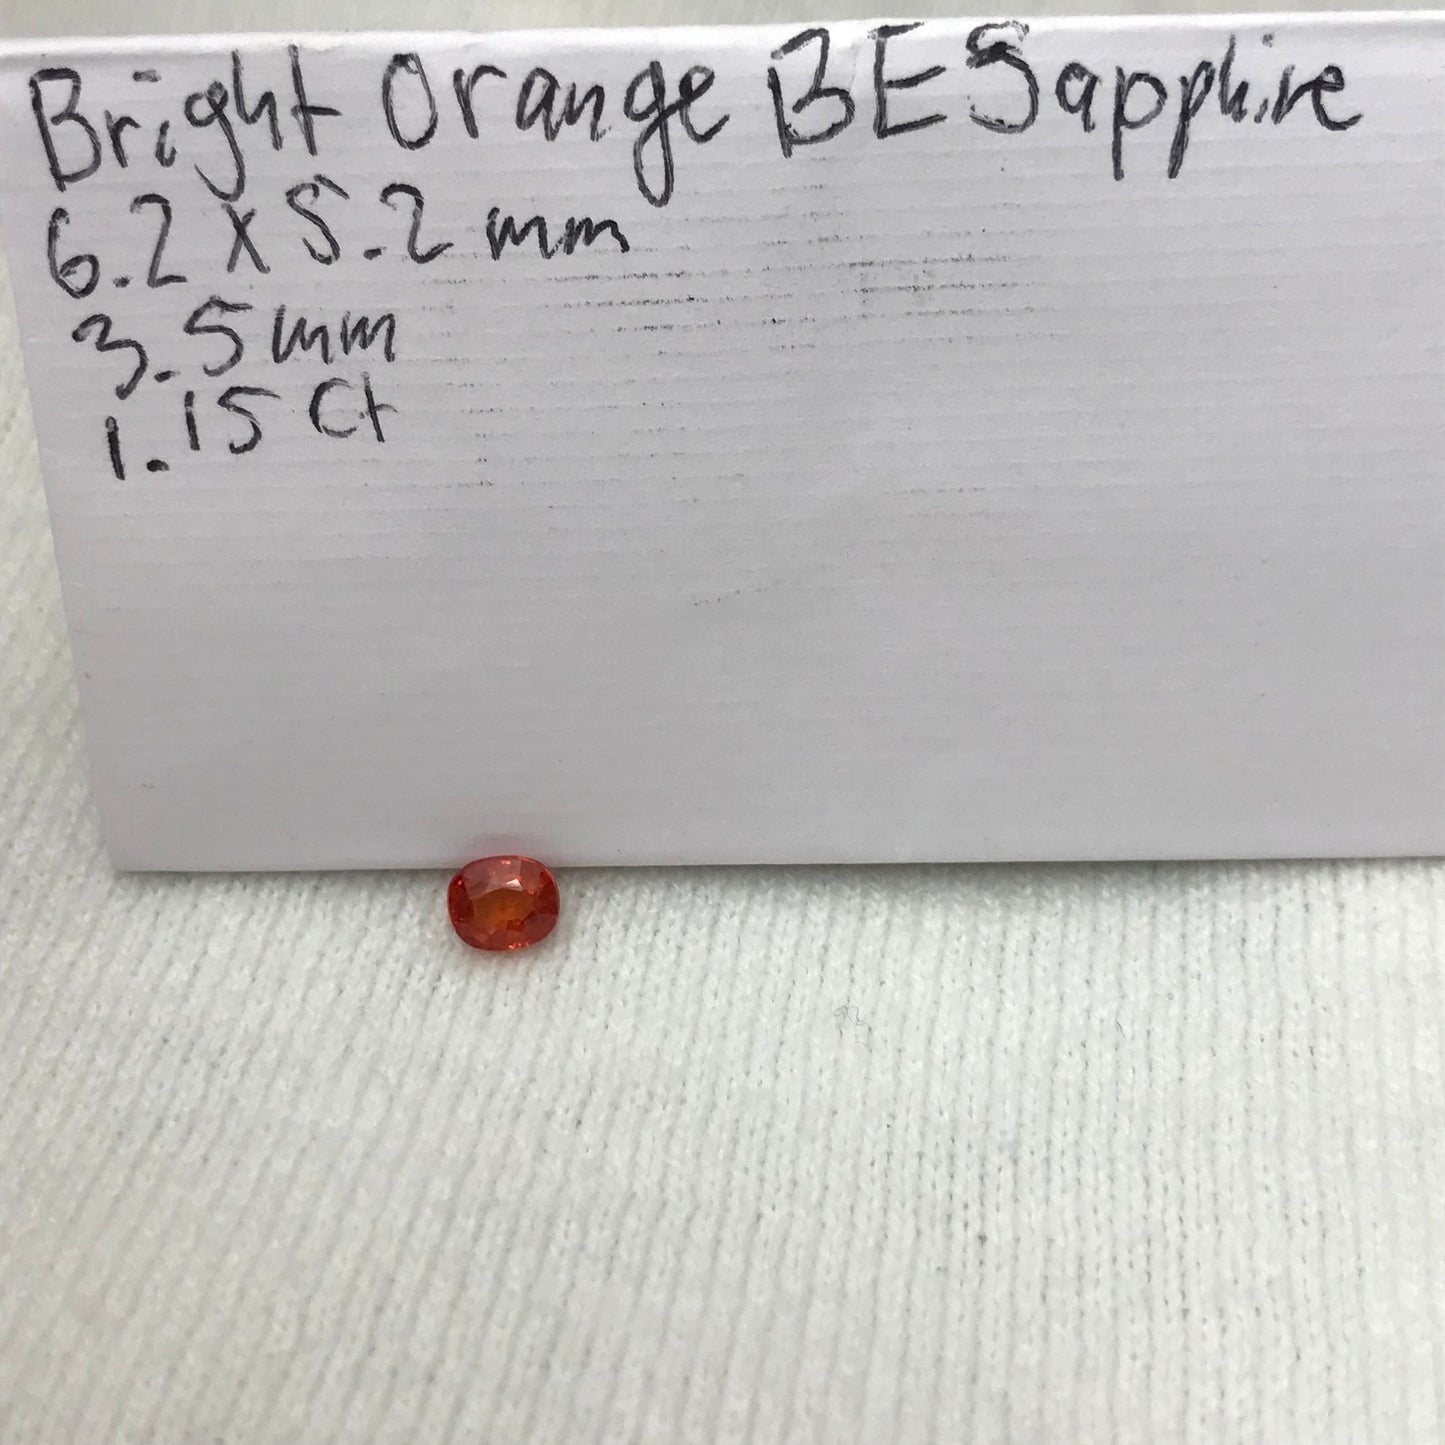 Bright Orange BE Sapphire
6.2 x 5.2 mm
3.5 mm
1.15 Ct